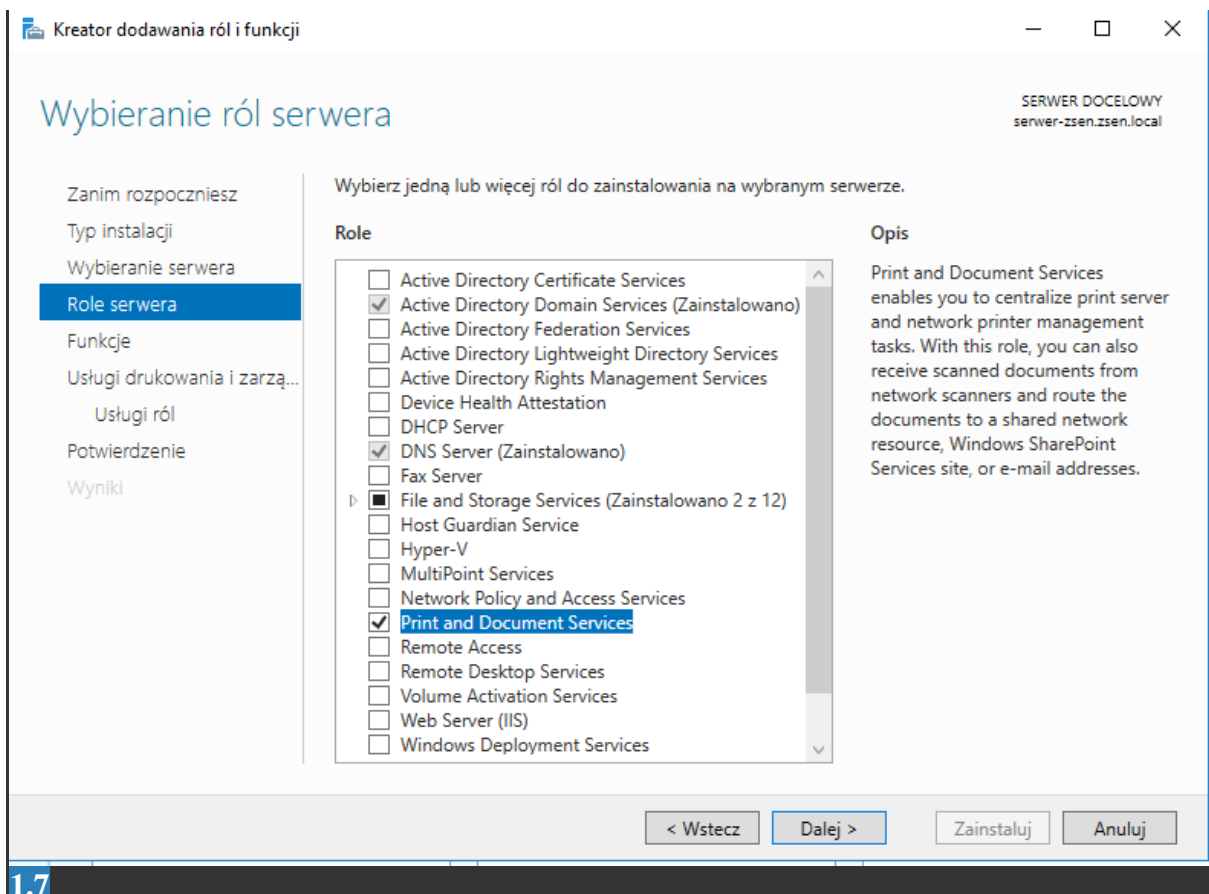 Kreator dodawania ról i funkcji
Wybieranie ról serwera
SERWER DOCELOWY
serwer-zsen.zsen.local
Zanim rozpoczniesz
Typ instalacji
Wybieranie serwera
Role serwera
Funkcje
Usługi drukowania i zarzą...
Usługi ról
Potwierdzenie
Wyniki
Wybierz jedną lub więcej ról do zainstalowania na wybranym serwerze.
Role
Active Directory Certificate Services
Active Directory Domain Services (Zainstalowano)
Active Directory Federation Services
Active Directory Lightweight Directory Services
Active Directory Rights Management Services
Device Health Attestation
DHCP Server
DNS Server (Zainstalowano)
Fax Server
File and Storage Services (Zainstalowano 2 z 12)
Host Guardian Service
Hyper-V
MultiPoint Services
Network Policy and Access Services
Print and Document Services
Remote Access
Remote Desktop Services
Volume Activation Services
Web Server (IIS)
Windows Deployment Services
Opis
Print and Document Services
enables you to centralize print server
and network printer management
tasks. With this role, you can also
receive scanned documents from
network scanners and route the
documents to a shared network
resource, Windows SharePoint
Services site, or e-mail addresses.
< Wstecz
Dalej >
Zainstaluj
Anuluj
1.7